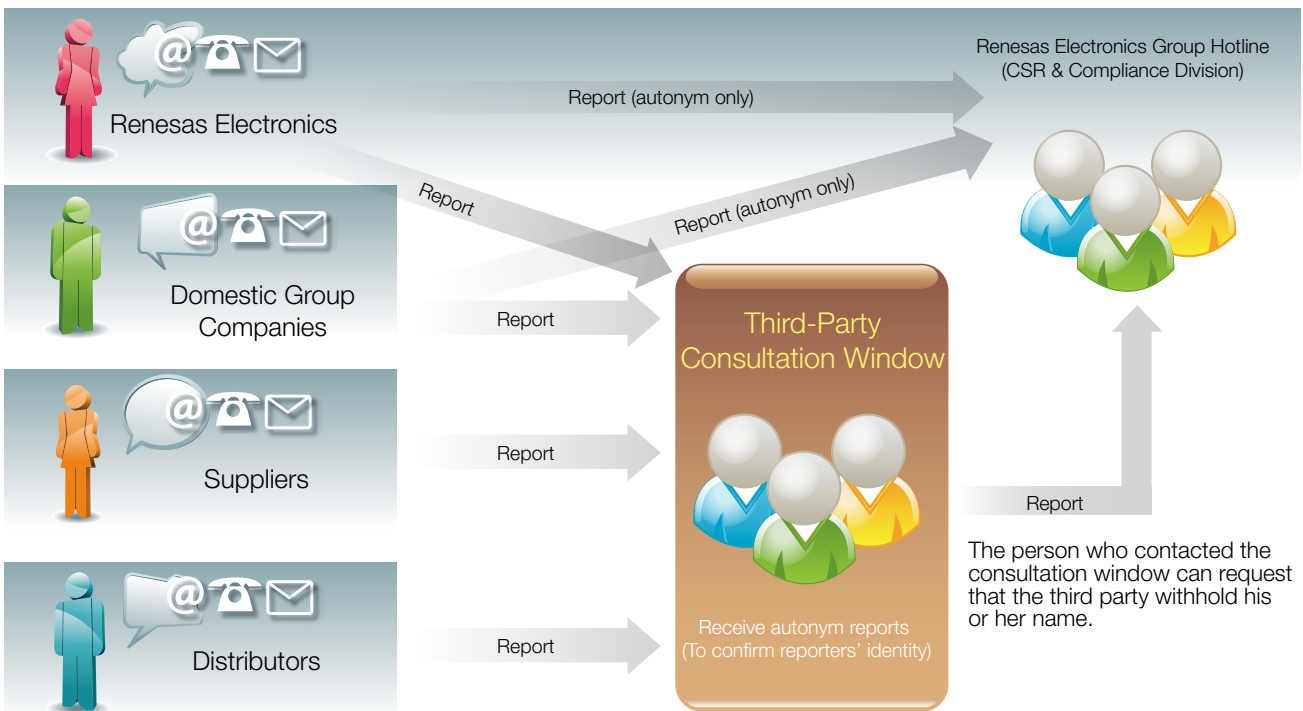 Renesas Electronics Group Hotline
(CSR & Compliance Division)
@
Renesas Electronics
Report (autonym only)
Report
Report (autonym only)
@
Domestic Group
Companies
Report
Third-Party
Consultation Window
@
Suppliers
Report
Report
The person who contacted the
consultation window can request
that the third party withhold his
or her name.
@
Distributors
Report
Receive autonym reports
(To confirm reporters’ identity)